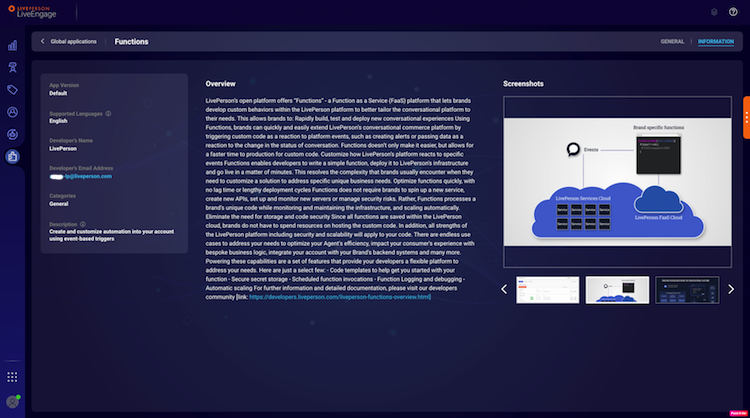 LIVEPERSON
LiveEngage
Global applications
Functions
GENERAL
INFORMATION
App Version
Default
Supported Languages
English
Developer's Name
LivePerson
Developer's Email Address
-lp@liveperson.com
Categories
General
Description
Create and customize automation into your account
using event-based triggers
Overview
LivePerson's open platform offers "Functions" - a Function as a Service (FaaS) platform that lets brands
develop custom behaviors within the LivePerson platform to better tailor the conversational platform to
their needs. This allows brands to: Rapidly build, test and deploy new conversational experiences Using
Functions, brands can quickly and easily extend LivePerson's conversational commerce platform by
triggering custom code as a reaction to platform events, such as creating alerts or passing data as a
reaction to the change in the status of conversation. Functions doesn't only make it easier, but allows for
a faster time to production for custom code. Customize how LivePerson's platform reacts to specific
events Functions enables developers to write a simple function, deploy it to LivePerson's infrastructure
and go live in a matter of minutes. This resolves the complexity that brands usually encounter when they
need to customize a solution to address specific unique business needs. Optimize functions quickly, with
no lag time or lengthy deployment cycles Functions does not require brands to spin up a new service,
create new APIs, set up and monitor new servers or manage security risks. Rather, Functions processes a
brand's unique code while monitoring and maintaining the infrastructure, and scaling automatically.
Eliminate the need for storage and code security Since all functions are saved within the LivePerson
cloud, brands do not have to spend resources on hosting the custom code. In addition, all strengths of
the LivePerson platform including security and scalability will apply to your code. There are endless use
cases to address your needs to optimize your Agent's efficiency, impact your consumer's experience with
bespoke business logic, integrate your account with your Brand's backend systems and many more.
Powering these capabilities are a set of features that provide your developers a flexible platform to
address your needs. Here are just a select few: - Code templates to help get you started with your
function - Secure secret storage - Scheduled function invocations - Function Logging and debugging -
Automatic scaling For further information and detailed documentation, please visit our developers
community [link: https://developers.liveperson.com/liveperson-functions-overview.html]
Screenshots
Brand specific functions
Events
LivePerson Services Cloud
LivePerson FaaS Cloud